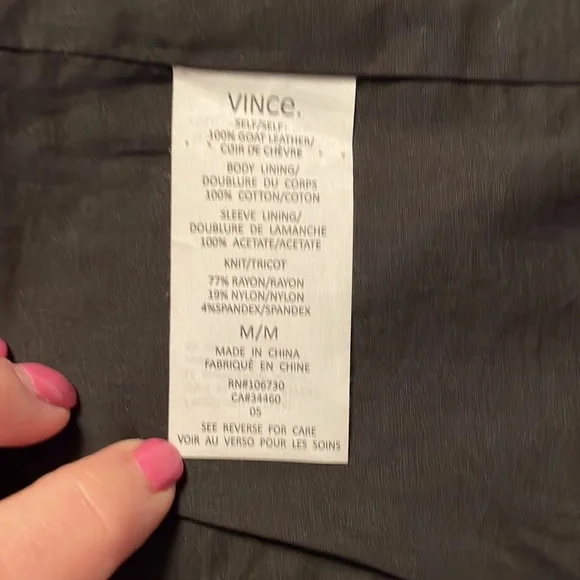 VINCe.
SELF/SELF:
100% GOAT LEATHER/
COIR DE CHÈVRE
BODY LINING/
DOUBLURE DU CORPS
100% COTTON/COTON
SLEEVE LINING/
DOUBLURE DE LAMANCHE
100% ACETATE/ACETATE
KNIT/TRICOT
77% RAYON/RAYON
19% NYLON/NYLON
4%SPANDEX/SPANDEX
M/M
MADE IN CHINA
FABRIQUÉ EN CHINE
RN#106730
CA#34460
05
SEE REVERSE FOR CARE
VOIR AU VERSO POUR LES SOINS